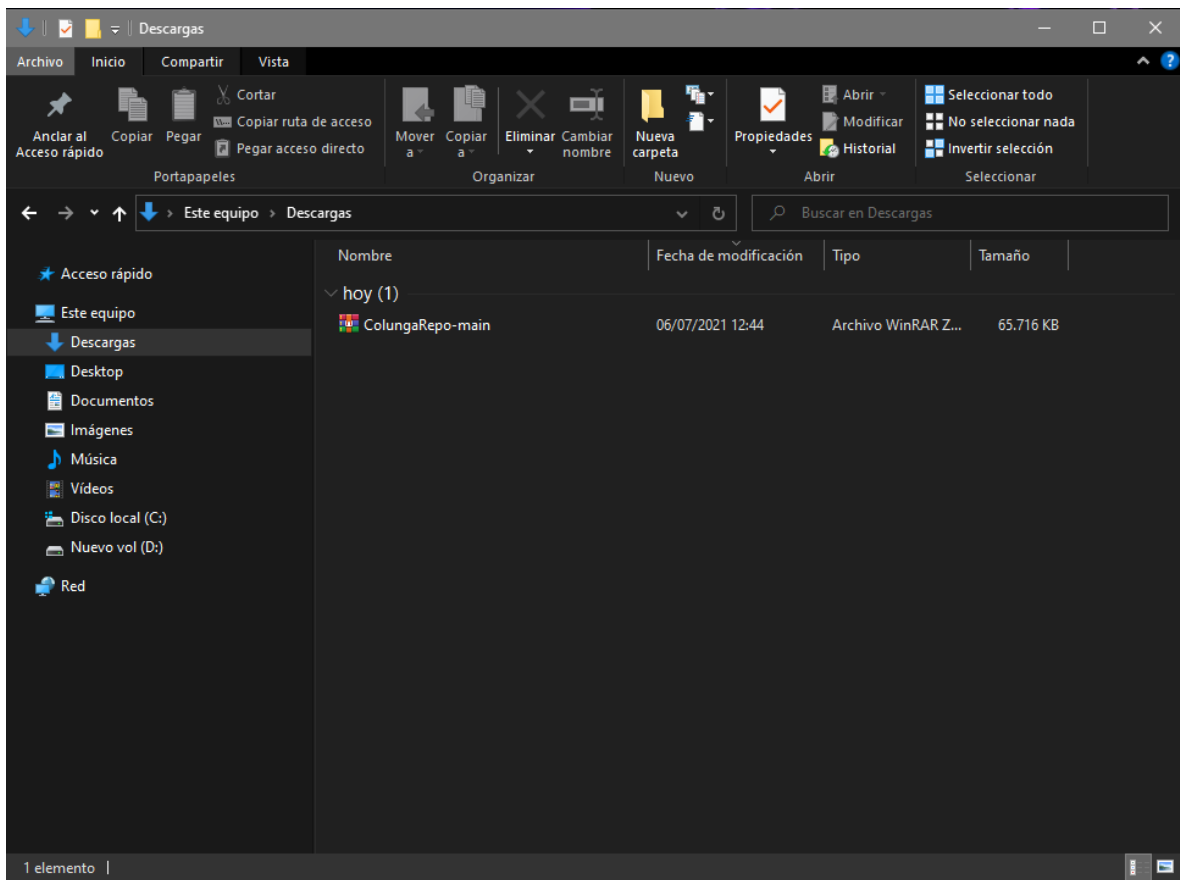 Descargas
Archivo Inicio Compartir Vista
Anclar al Acceso rápido
Copiar
Pegar
Cortar
Copiar ruta de acceso
Pegar acceso directo
Portapapeles
Mover a
Copiar a
Eliminar
Cambiar nombre
Organizar
Nueva carpeta
Nuevo
Propiedades
Abrir
Modificar
Historial
Abrir
Seleccionar todo
No seleccionar nada
Invertir selección
Seleccionar
Este equipo > Descargas
Buscar en Descargas
Acceso rápido
Este equipo
Descargas
Desktop
Documentos
Imágenes
Música
Vídeos
Disco local (C:)
Nuevo vol (D:)
Red
Nombre Fecha de modificación Tipo Tamaño
hoy (1)
ColungaRepo-main 06/07/2021 12:44 Archivo WinRAR Z... 65.716 KB
1 elemento